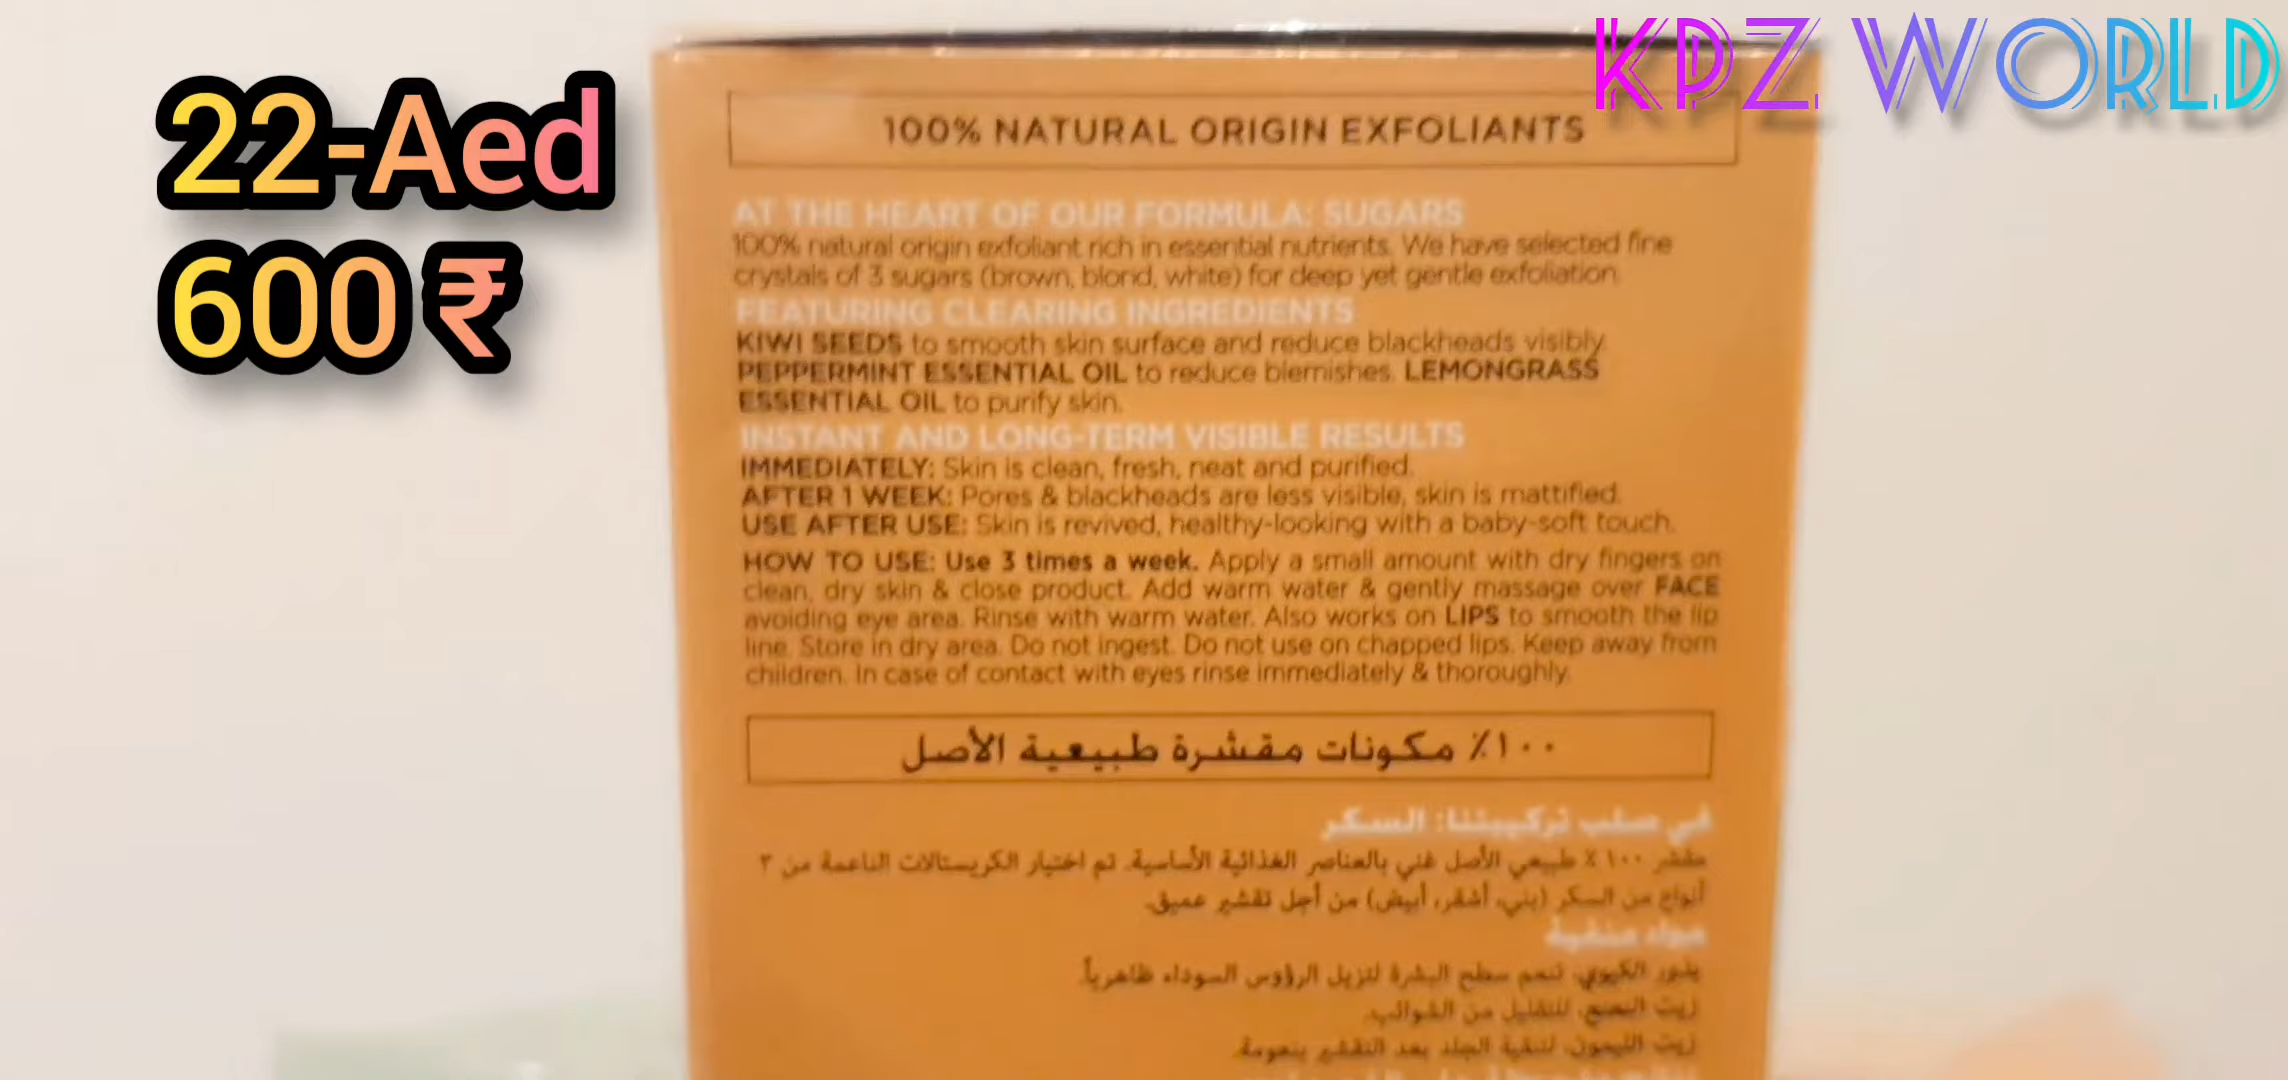 KPZ WORLD
22-Aed
600 ₹
100% NATURAL ORIGIN EXFOLIANTS
AT THE HEART OF OUR FORMULA: SUGARS
100% natural origin exfoliant rich in essential nutrients. We have selected fine
crystals of 3 sugars (brown, blond, white) for deep yet gentle exfoliation.
FEATURING CLEARING INGREDIENTS
KIWI SEEDS to smooth skin surface and reduce blackheads visibly.
PEPPERMINT ESSENTIAL OIL to reduce blemishes. LEMONGRASS
ESSENTIAL OIL to purify skin.
INSTANT AND LONG-TERM VISIBLE RESULTS
IMMEDIATELY: Skin is clean, fresh, neat and purified.
AFTER 1 WEEK: Pores & blackheads are less visible, skin is mattified.
USE AFTER USE: Skin is revived, healthy-looking with a baby-soft touch.
HOW TO USE: Use 3 times a week. Apply a small amount with dry fingers on
clean, dry skin & close product. Add warm water & gently massage over FACE
avoiding eye area. Rinse with warm water. Also works on LIPS to smooth the lip
line. Store in dry area. Do not ingest. Do not use on chapped lips. Keep away from
children. In case of contact with eyes rinse immediately & thoroughly.
١٠٠٪ مكونات مقشرة طبيعية الأصل
في صلب تركيبتنا: السكر
مقشر ١٠٠٪ طبيعي الأصل غني بالعناصر الغذائية الأساسية. تم اختيار الكريستالات الناعمة من ٣
أنواع من السكر (بني، أشقر، أبيض) من أجل تقشير عميق.
مواد منقية
بذور الكيوي، تنعم سطح البشرة لتزيل الرؤوس السوداء ظاهرياً.
زيت النعنع، للتقليل من الشوائب.
زيت الليمون، لتنقية الجلد بعد التقشير بنعومة.